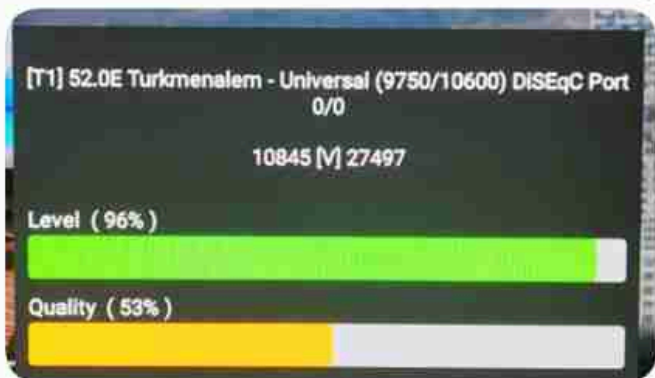 [T1] 52.0E Turkmenalem - Universal (9750/10600) DiSEqC Port
0/0
10845 [V] 27497
Level ( 96% )
Quality ( 53% )